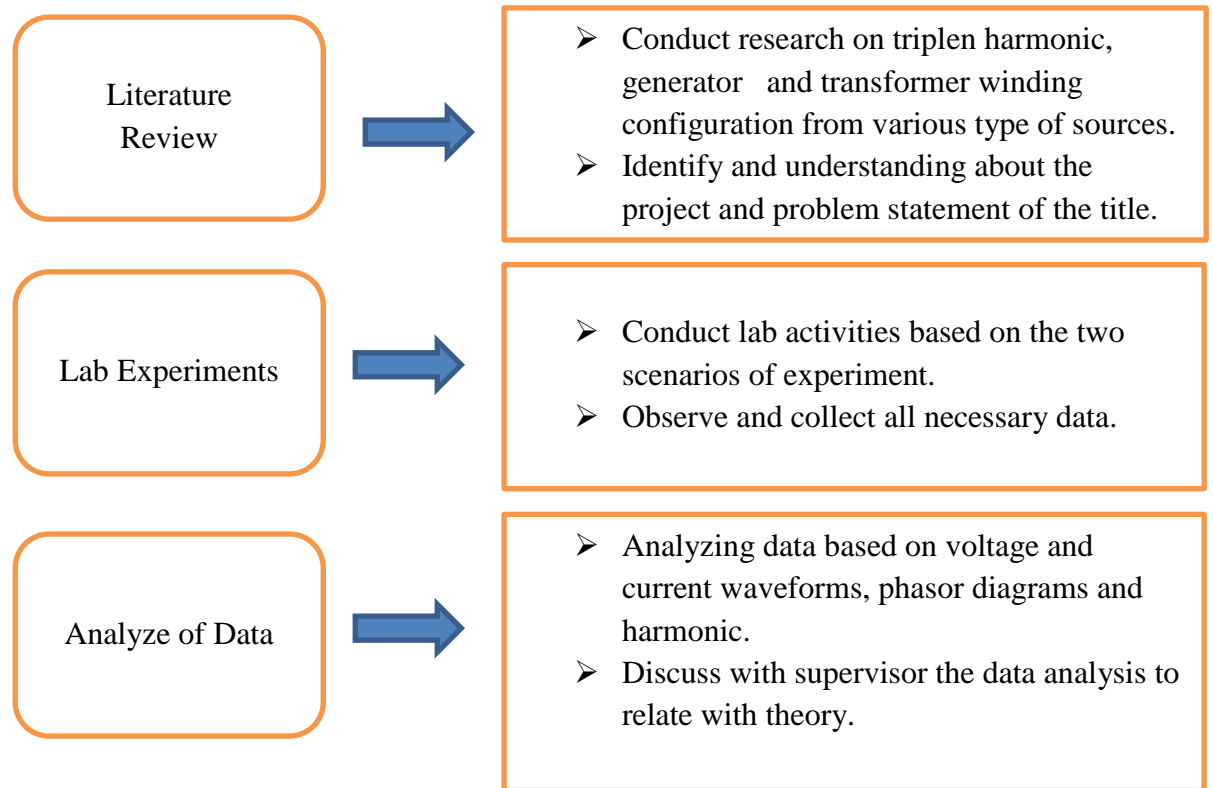 Literature
Review
➢ Conduct research on triplen harmonic,
generator and transformer winding
configuration from various type of sources.
➢ Identify and understanding about the
project and problem statement of the title.
Lab Experiments
➢ Conduct lab activities based on the two
scenarios of experiment.
➢ Observe and collect all necessary data.
Analyze of Data
➢ Analyzing data based on voltage and
current waveforms, phasor diagrams and
harmonic.
➢ Discuss with supervisor the data analysis to
relate with theory.